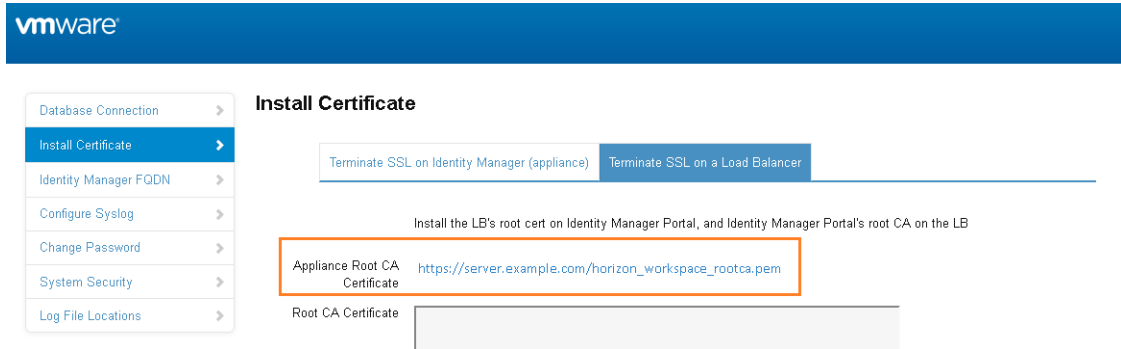 vmware
Install Certificate
Database Connection
Install Certificate
Identity Manager FQDN
Configure Syslog
Change Password
System Security
Log File Locations
Terminate SSL on Identity Manager (appliance)
Terminate SSL on a Load Balancer
Install the LB's root cert on Identity Manager Portal, and Identity Manager Portal's root CA on the LB
Appliance Root CA
Certificate
https://server.example.com/horizon_workspace_rootca.pem
Root CA Certificate